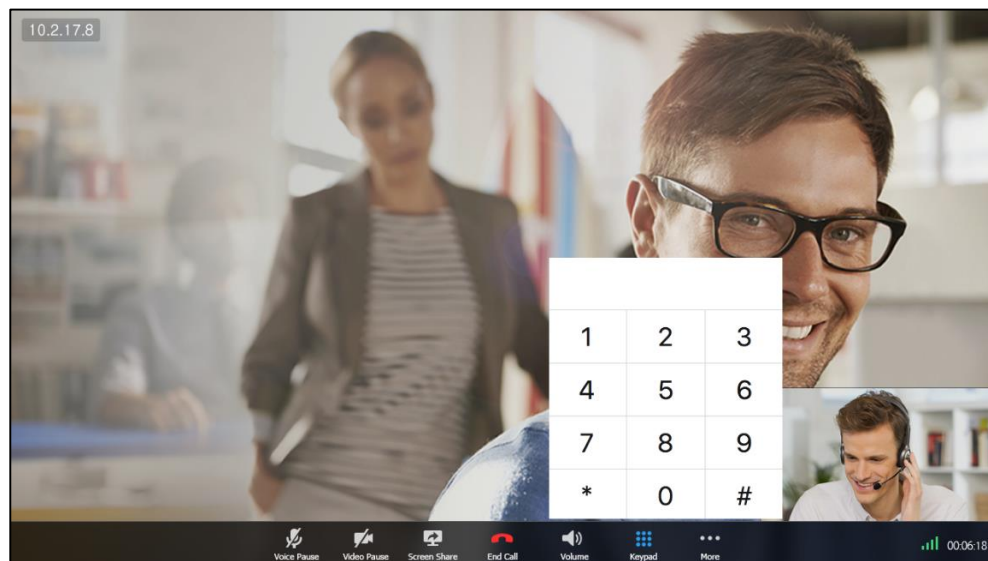 10.2.17.8
1 2 3
4 5 6
7 8 9
* 0 #
Voice Pause Video Pause Screen Share End Call Volume Keypad More 00:06:18